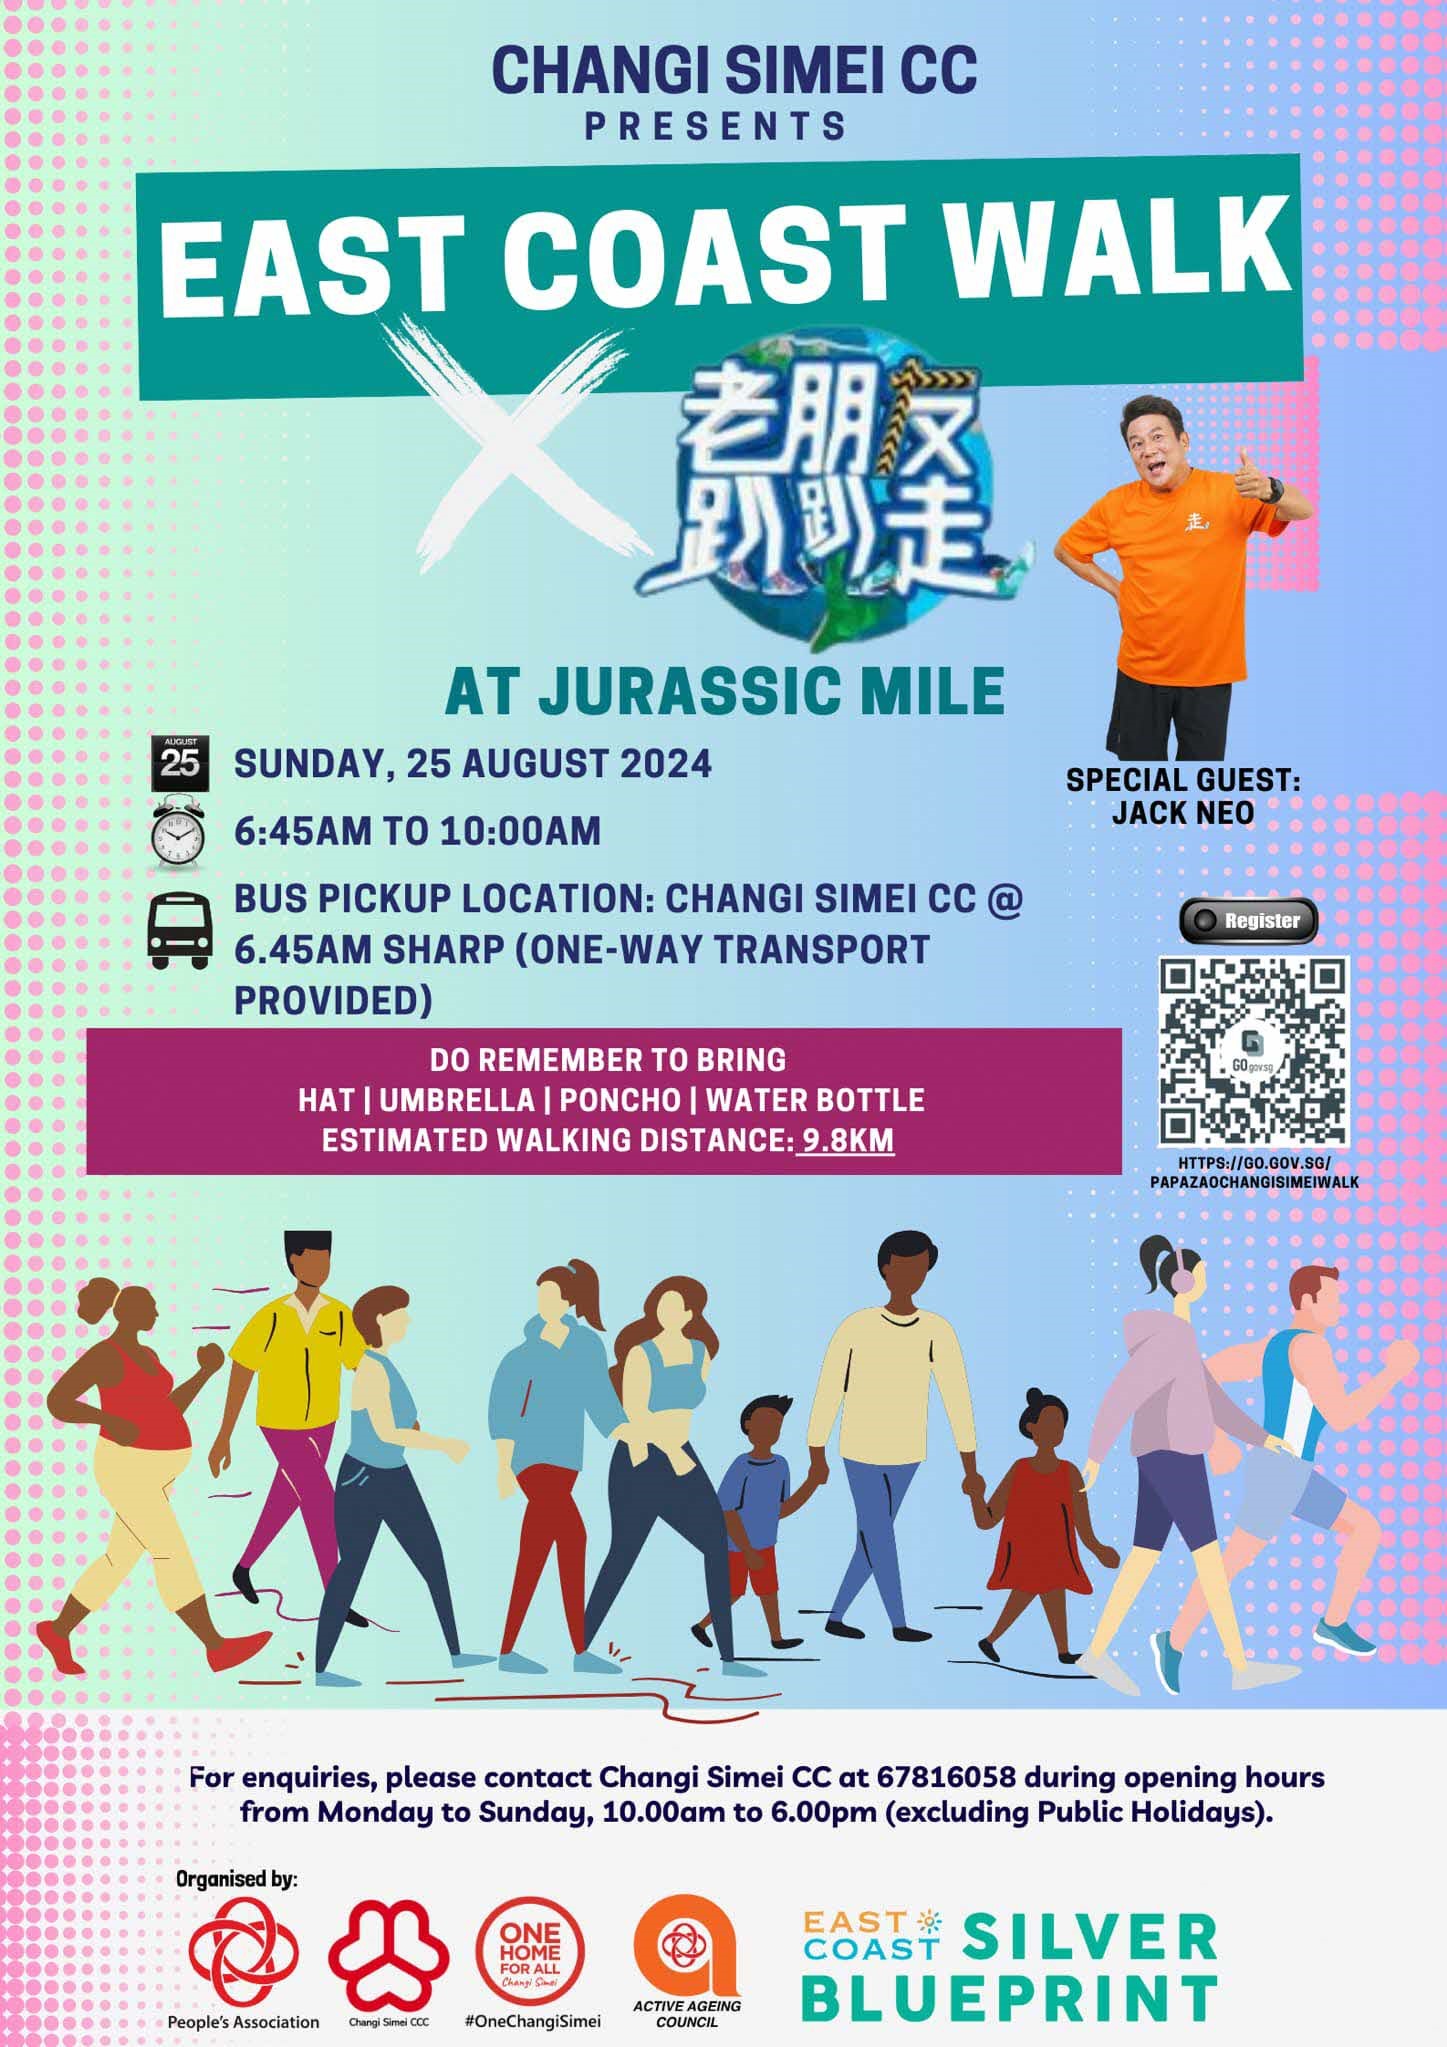 CHANGI SIMEI CC
PRESENTS
EAST COAST WALK
老朋友
趴趴走
走
AT JURASSIC MILE
AUGUST
25
SUNDAY, 25 AUGUST 2024
6:45AM TO 10:00AM
BUS PICKUP LOCATION: CHANGI SIMEI CC @
6.45AM SHARP (ONE-WAY TRANSPORT
PROVIDED)
SPECIAL GUEST:
JACK NEO
Register
GO gov.sg
HTTPS://GO.GOV.SG/
PAPAZAOCHANGISIMEIWALK
DO REMEMBER TO BRING
HAT | UMBRELLA | PONCHO | WATER BOTTLE
ESTIMATED WALKING DISTANCE: 9.8KM
For enquiries, please contact Changi Simei CC at 67816058 during opening hours
from Monday to Sunday, 10.00am to 6.00pm (excluding Public Holidays).
Organised by:
People's Association
Changi Simei CCC
ONE
HOME
FOR ALL
Changi Simei
#OneChangiSimei
ACTIVE AGEING
COUNCIL
EAST
COAST
SILVER
BLUEPRINT